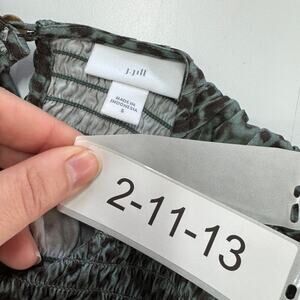 J.Jill
MADE IN
INDONESIA
S
2-11-13